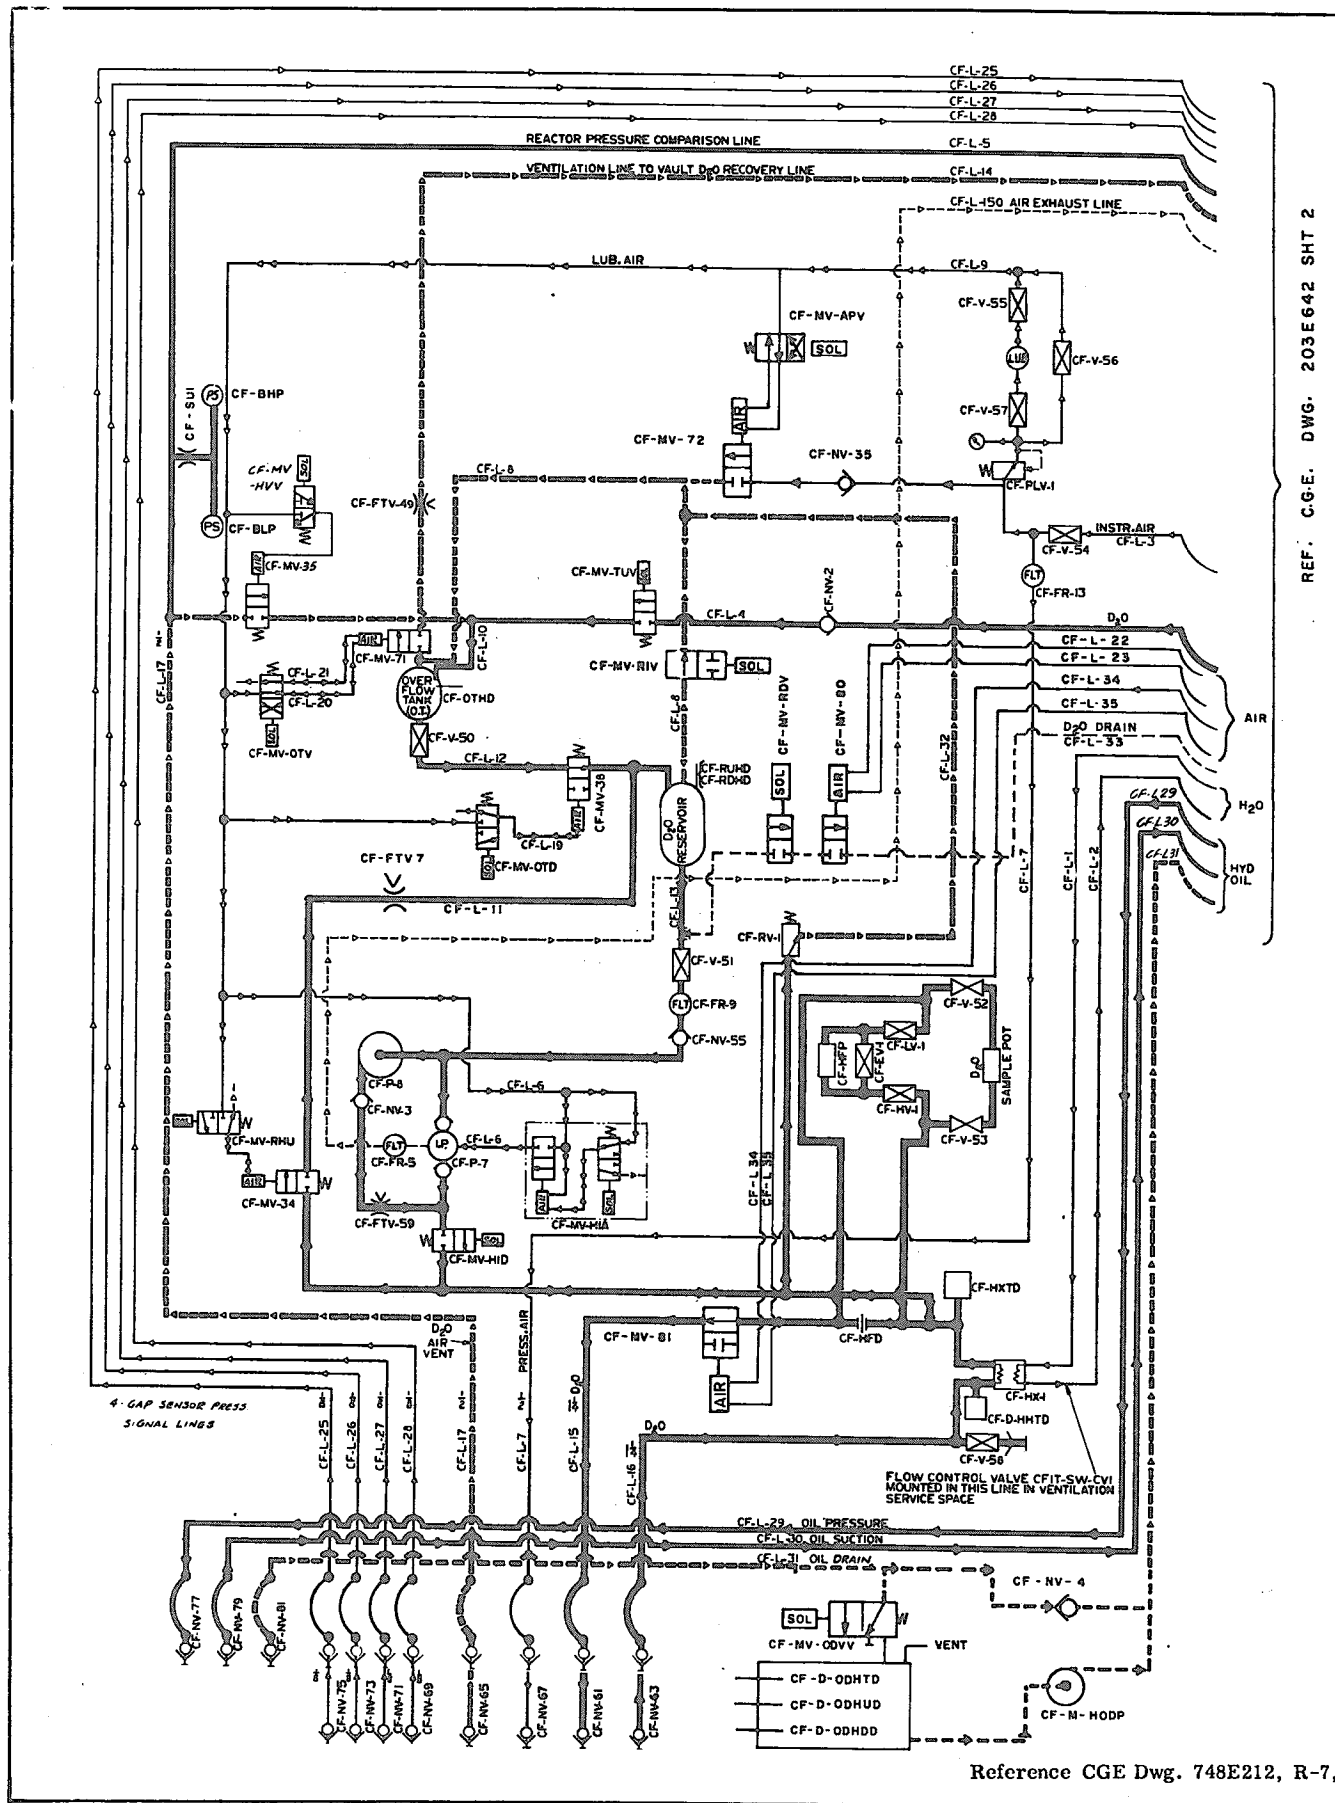 CF-L-25
CF-L-26
CF-L-27
CF-L-28
REACTOR PRESSURE COMPARISON LINE
CF-L-5
VENTILATION LINE TO VAULT D2O RECOVERY LINE
CF-L-14
CF-L-150 AIR EXHAUST LINE
REF. C.G.E. DWG. 203E642 SHT 2
LUB. AIR
CF-L-9
CF-V-55
CF-MV-APV
SOL
LUB
CF-V-56
CF-V-57
CF-SUI
PS
CF-BHP
AIR
CF-MV-72
CF-NV-35
CF-L-8
CF-MV
-HVV
SOL
CF-PLV-1
CF-FTV-49
PS
CF-BLP
INSTR. AIR
CF-L-3
CF-V-54
AIR
CF-MV-35
CF-MV-TUV
SOL
CF-NV-2
FLT
CF-FR-13
CF-L-4
D2O
CF-L-10
CF-L-17
AIR
CF-MV-71
CF-L-22
CF-L-23
CF-L-34
CF-L-35
AIR
CF-MV-RIV
SOL
CF-L-21
CF-L-20
OVER
FLOW
TANK
(O.T.)
CF-OTHD
CF-MV-OTV
SOL
CF-V-50
CF-L-8
CF-MV-RDV
CF-MV-80
D2O DRAIN
CF-L-33
CF-L-32
CF-L-12
CF-MV-38
CF-RUHD
CF-RDHD
SOL
AIR
H2O
CF-L29
CF-L30
CF-L31
HYD
OIL
D2O
RESERVOIR
AIR
CF-L-19
CF-MV-OTD
SOL
CF-FTV 7
CF-L-11
CF-L-13
CF-L-7
CF-L-1
CF-L-2
CF-RV-1
CF-V-51
FLT
CF-FR-9
CF-NV-55
CF-V-52
CF-LV-1
CF-HFP
CF-EV-1
D2O
SAMPLE POT
CF-HV-1
CF-V-53
CF-P-8
CF-NV-3
CF-L-6
SOL
CF-MV-RHU
FLT
CF-FR-5
I.P.
CF-P-7
CF-L-6
AIR
SOL
CF-MV-HIA
CF-L 34
CF-L 35
AIR
CF-MV-34
CF-FTV-59
CF-MV-HID
SOL
CF-HXTD
D2O
AIR
VENT
PRESS. AIR
CF-MV-81
CF-HFD
AIR
CF-HX-1
CF-D-HHTD
4-GAP SENSOR PRESS
SIGNAL LINES
CF-L-25
CF-L-26
CF-L-27
CF-L-28
CF-L-17
CF-L-7
CF-L-15
D2O
CF-L-16
D2O
CF-V-58
FLOW CONTROL VALVE CFIT-SW-CV1
MOUNTED IN THIS LINE IN VENTILATION
SERVICE SPACE
CF-L-29 OIL PRESSURE
CF-L-30 OIL SUCTION
CF-L-31 OIL DRAIN
CF-NV-4
CF-NV-77
CF-NV-79
CF-NV-81
SOL
CF-MV-ODVV
VENT
CF-NV-75
CF-NV-73
CF-NV-71
CF-NV-69
CF-NV-65
CF-NV-67
CF-NV-61
CF-NV-63
CF-D-ODHTD
CF-D-ODHUD
CF-D-ODHDD
CF-M-HODP
Reference CGE Dwg. 748E212, R-7,